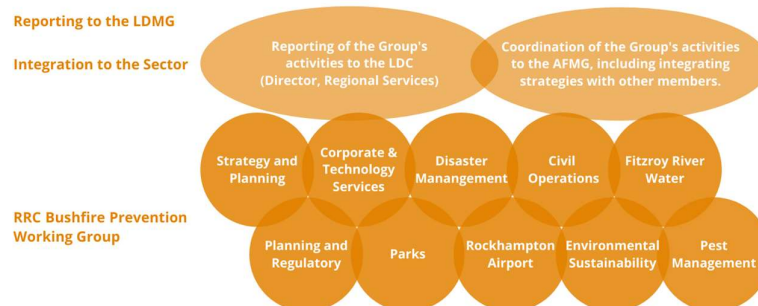 Reporting to the LDMG
Integration to the Sector
Reporting of the Group's
activities to the LDC
(Director, Regional Services)
Coordination of the Group's activities
to the AFMG, including integrating
strategies with other members.
RRC Bushfire Prevention
Working Group
Strategy and
Planning
Corporate &
Technology
Services
Disaster
Manangement
Civil
Operations
Fitzroy River
Water
Planning and
Regulatory
Parks
Rockhampton
Airport
Environmental
Sustainability
Pest
Management